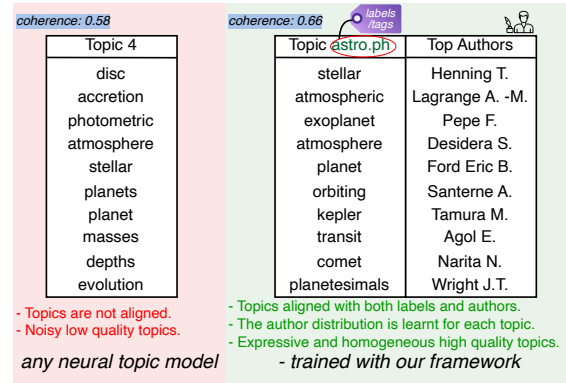 coherence: 0.58
Topic 4
disc
accretion
photometric
atmosphere
stellar
planets
planet
masses
depths
evolution
- Topics are not aligned.
- Noisy low quality topics.
any neural topic model
coherence: 0.66
labels
/tags
Topic astro.ph Top Authors
stellar Henning T.
atmospheric Lagrange A. -M.
exoplanet Pepe F.
atmosphere Desidera S.
planet Ford Eric B.
orbiting Santerne A.
kepler Tamura M.
transit Agol E.
comet Narita N.
planetesimals Wright J.T.
- Topics aligned with both labels and authors.
- The author distribution is learnt for each topic.
- Expressive and homogeneous high quality topics.
- trained with our framework